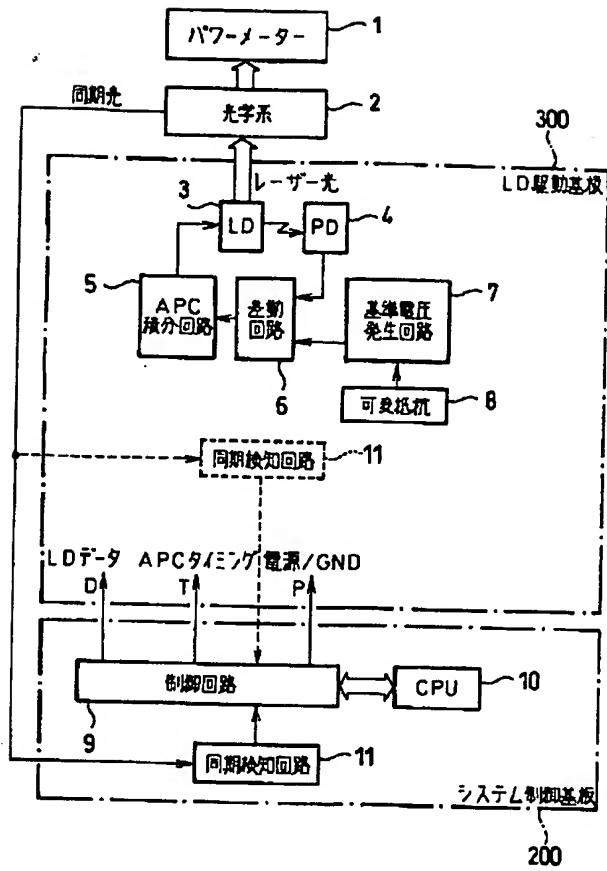 パワーメーター
1
同期光
光学系
2
300
レーザー光
LD駆動基板
3
LD
PD
4
5
APC
積分回路
差動
回路
6
基準電圧
発生回路
7
可変抵抗
8
同期検知回路
11
LDデータ
D
APCタイミング
T
電源/GND
P
制御回路
9
CPU
10
同期検知回路
11
システム制御基板
200